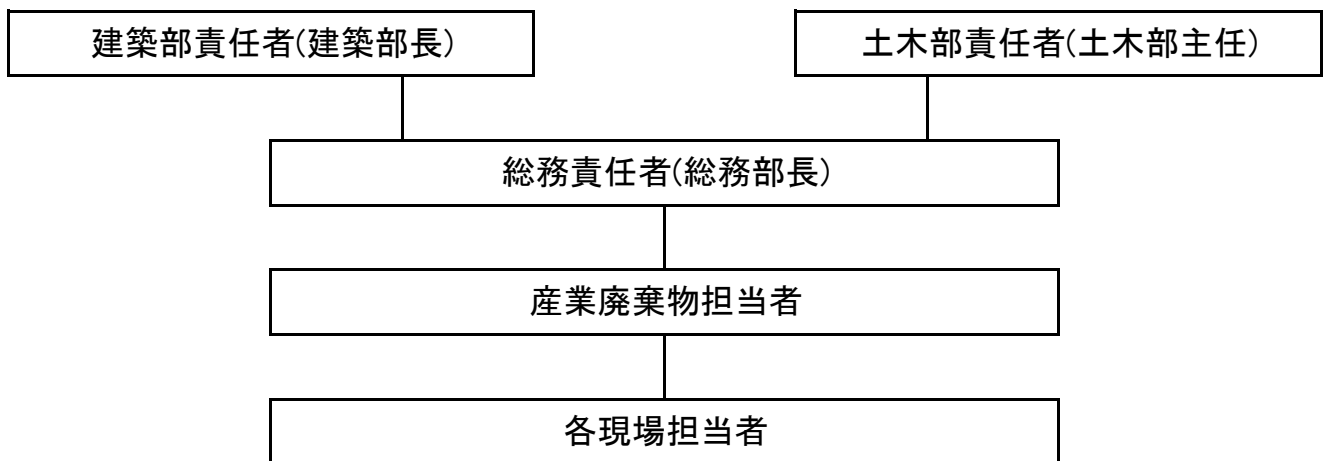 建築部責任者(建築部長)
土木部責任者(土木部主任)
総務責任者(総務部長)
産業廃棄物担当者
各現場担当者